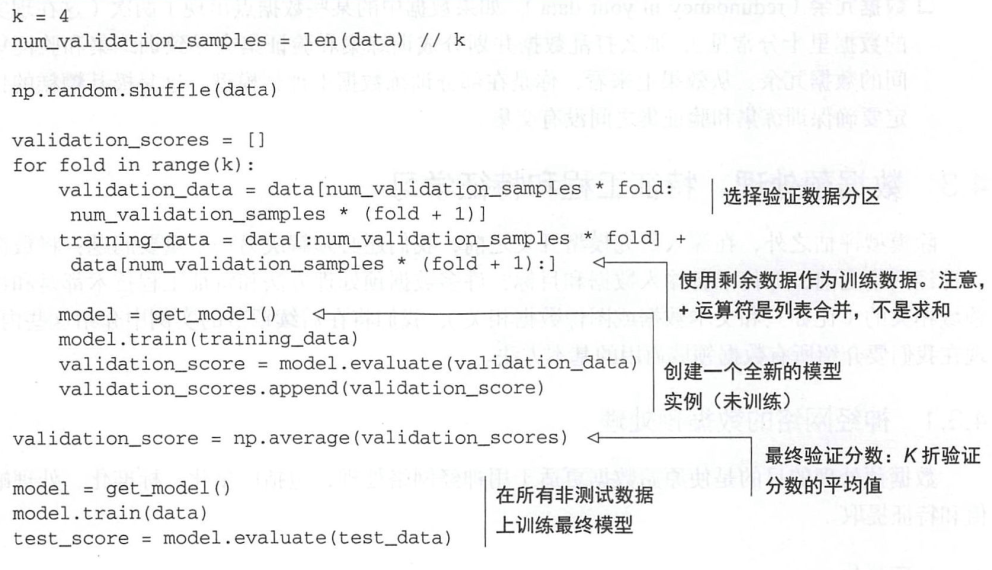 k = 4
num_validation_samples = len(data) // k
np.random.shuffle(data)
validation_scores = []
for fold in range(k):
validation_data = data[num_validation_samples * fold:
num_validation_samples * (fold + 1)]
选择验证数据分区
training_data = data[:num_validation_samples * fold] +
data[num_validation_samples * (fold + 1):]
使用剩余数据作为训练数据。注意，
+ 运算符是列表合并，不是求和
model = get_model()
model.train(training_data)
validation_score = model.evaluate(validation_data)
validation_scores.append(validation_score)
创建一个全新的模型
实例（未训练）
validation_score = np.average(validation_scores)
最终验证分数：K 折验证
分数的平均值
model = get_model()
model.train(data)
test_score = model.evaluate(test_data)
在所有非测试数据
上训练最终模型